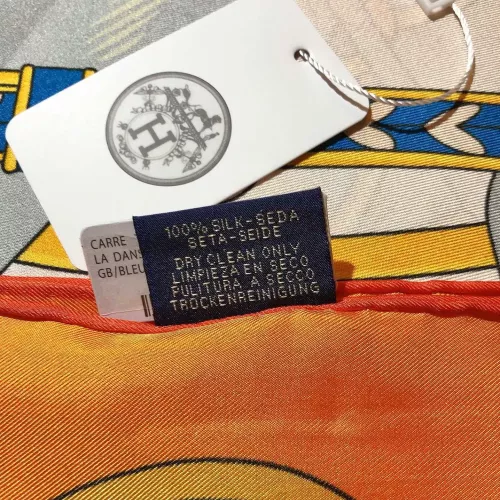 H
CARRE
LA DANS
GB/BLEU
100% SILK-SEDA
SETA-SEIDE
DRY CLEAN ONLY
LIMPIEZA EN SECO
PULITURA A SECCO
TROCKENREINIGUNG